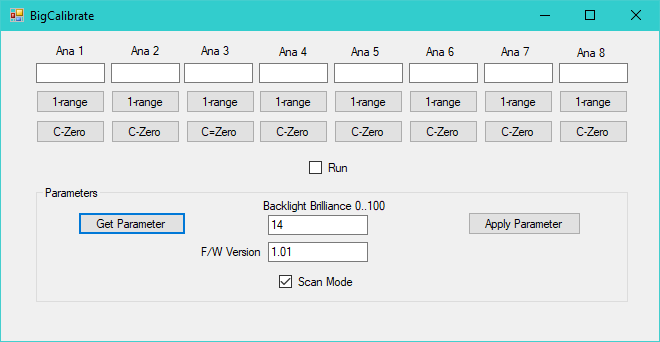 BigCalibrate
Ana 1 Ana 2 Ana 3 Ana 4 Ana 5 Ana 6 Ana 7 Ana 8
1-range 1-range 1-range 1-range 1-range 1-range 1-range 1-range
C-Zero C-Zero C=Zero C-Zero C-Zero C-Zero C-Zero C-Zero
Run
Parameters
Backlight Brilliance 0..100
Get Parameter 14 Apply Parameter
F/W Version 1.01
Scan Mode